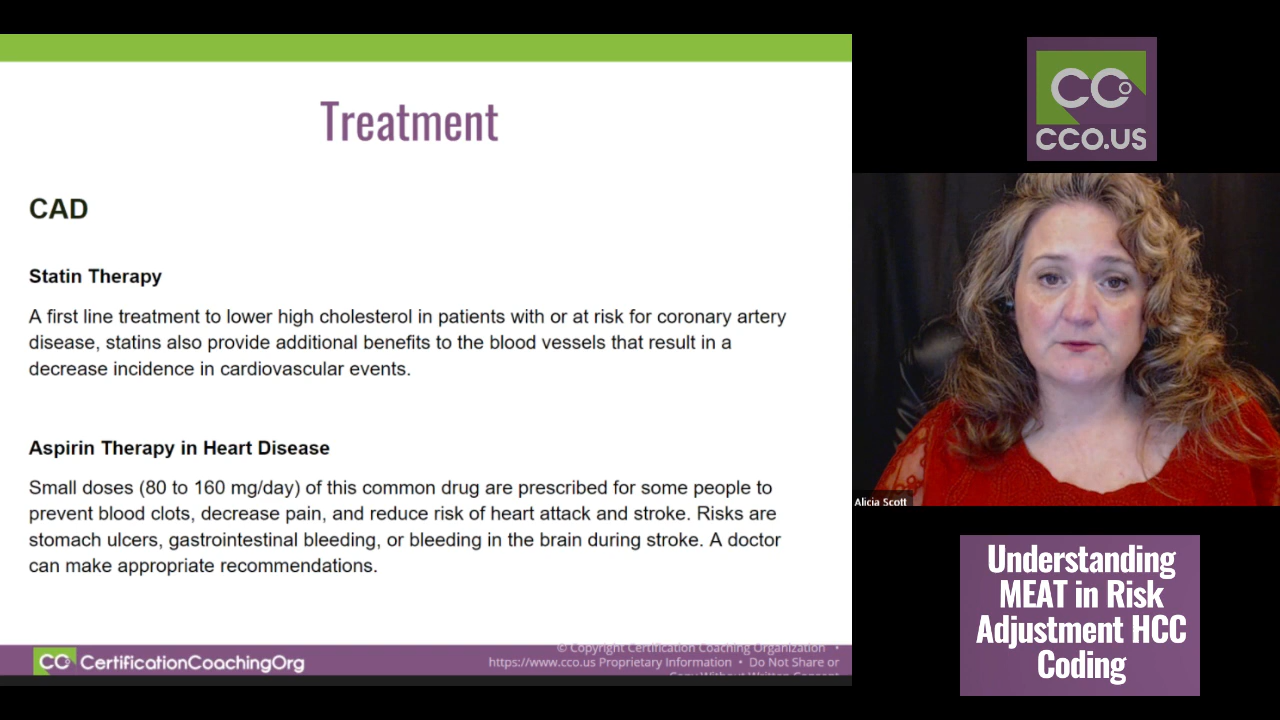 Treatment
CAD
Statin Therapy
A first line treatment to lower high cholesterol in patients with or at risk for coronary artery
disease, statins also provide additional benefits to the blood vessels that result in a
decrease incidence in cardiovascular events.
Aspirin Therapy in Heart Disease
Small doses (80 to 160 mg/day) of this common drug are prescribed for some people to
prevent blood clots, decrease pain, and reduce risk of heart attack and stroke. Risks are
stomach ulcers, gastrointestinal bleeding, or bleeding in the brain during stroke. A doctor
can make appropriate recommendations.
CCO CertificationCoachingOrg
© Copyright Certification Coaching Organization •
https://www.cco.us Proprietary Information • Do Not Share or
Copy Without Written Consent
CCO
CCO.US
Alicia Scott
Understanding
MEAT in Risk
Adjustment HCC
Coding